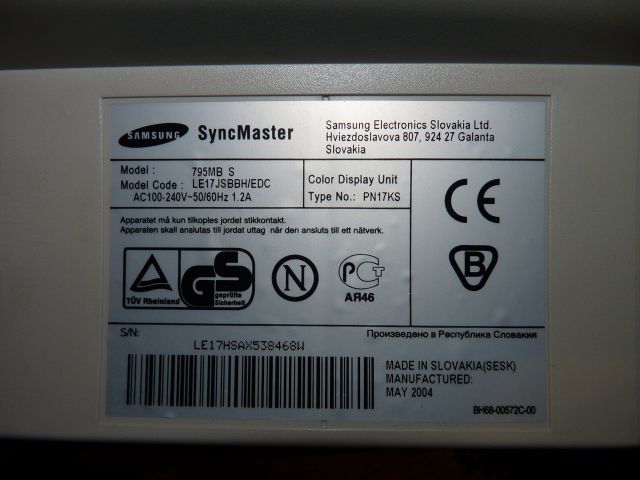 SAMSUNG SyncMaster
Samsung Electronics Slovakia Ltd.
Hviezdoslavova 807, 924 27 Galanta
Slovakia
Model : 795MB S
Model Code : LE17JSBBH/EDC
AC100-240V~50/60Hz 1.2A
Color Display Unit
Type No.: PN17KS
CE
Apparatet må kun tilkoples jordet stikkontakt.
Apparaten skall anslutas till jordat uttag när den ansluts till ett nätverk.
TÜV Rheinland
GS
geprüfte
Sicherheit
N
PCT
АЯ46
B
S/N:
Произведено в Республика Словакия
LE17HSAX538468W
MADE IN SLOVAKIA(SESK)
MANUFACTURED:
MAY 2004
BH68-00572C-00